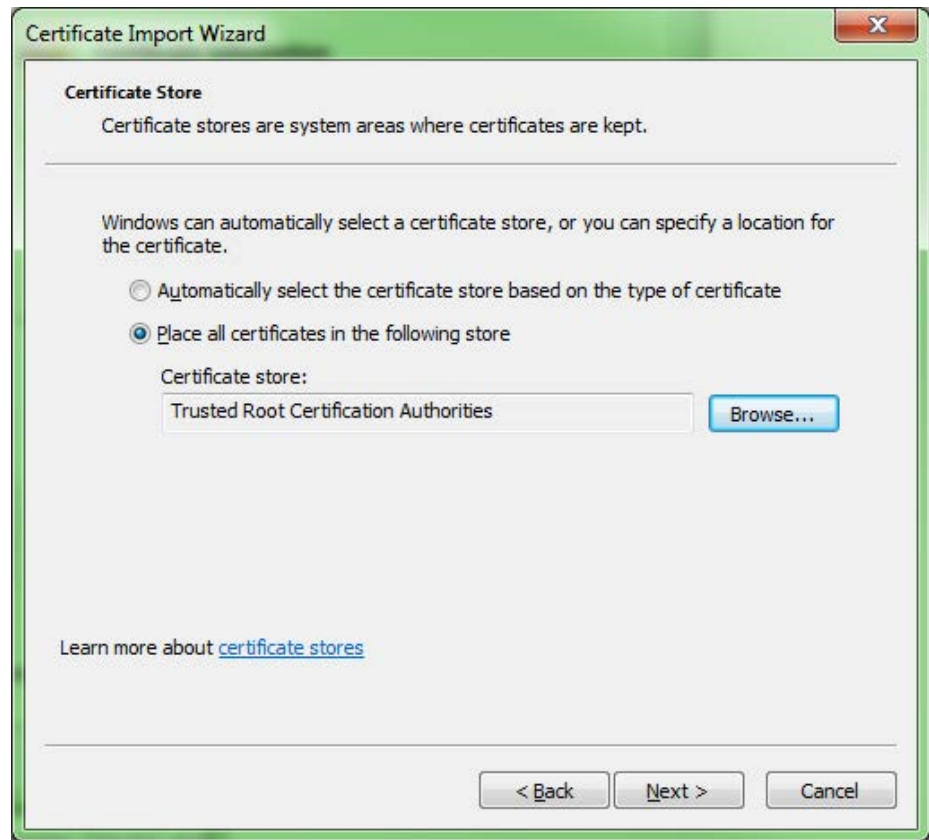 Certificate Import Wizard
Certificate Store
Certificate stores are system areas where certificates are kept.
Windows can automatically select a certificate store, or you can specify a location for
the certificate.
Automatically select the certificate store based on the type of certificate
Place all certificates in the following store
Certificate store:
Trusted Root Certification Authorities
Browse...
Learn more about certificate stores
< Back
Next >
Cancel